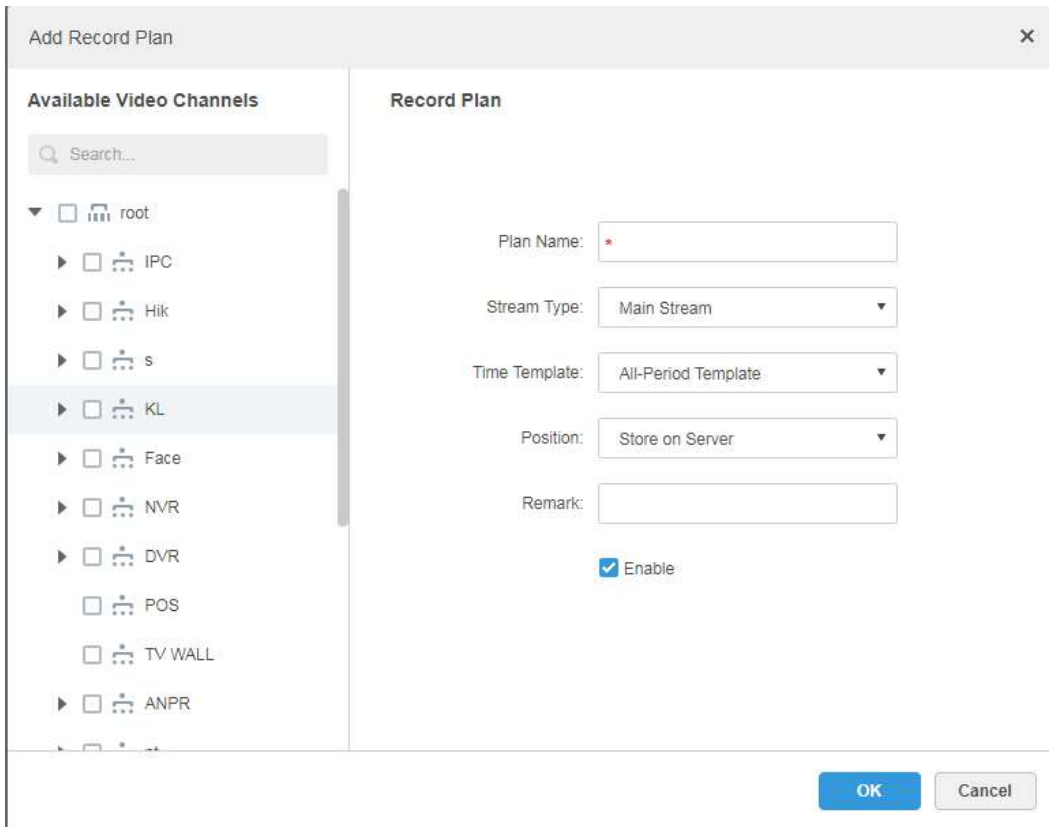 Add Record Plan
Available Video Channels
Search...
root
IPC
Hik
s
KL
Face
NVR
DVR
POS
TV WALL
ANPR
Record Plan
Plan Name: *
Stream Type: Main Stream
Time Template: All-Period Template
Position: Store on Server
Remark:
Enable
OK Cancel